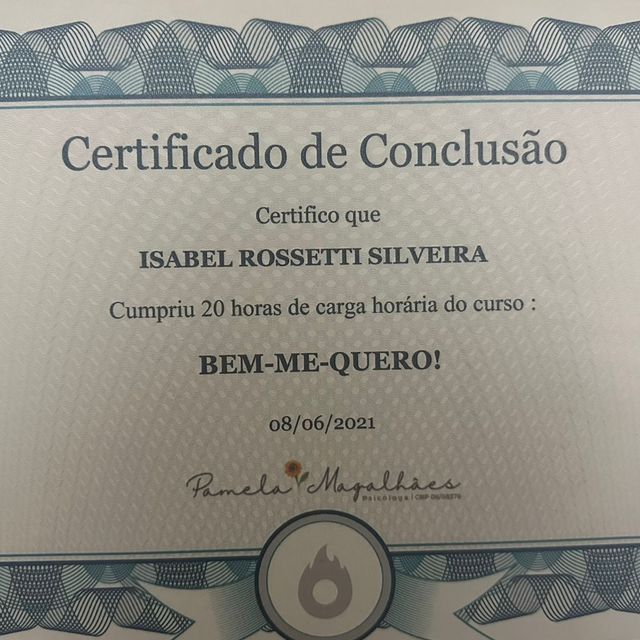 Certificado de Conclusão
Certifico que
ISABEL ROSSETTI SILVEIRA
Cumpriu 20 horas de carga horária do curso :
BEM-ME-QUERO!
08/06/2021
Pamela Magalhães
Psicóloga | CRP